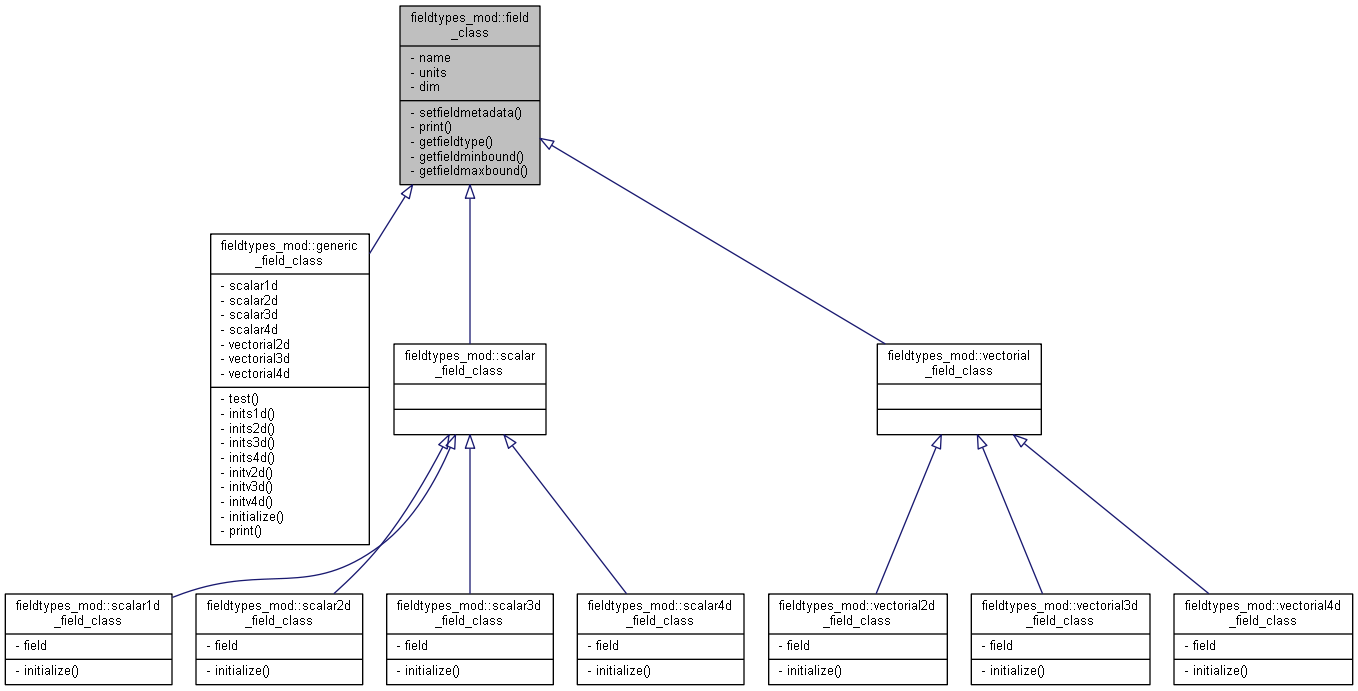 fieldtypes_mod::field
_class
- name
- units
- dim
- setfieldmetadata()
- print()
- getfieldtype()
- getfieldminbound()
- getfieldmaxbound()
fieldtypes_mod::generic
_field_class
- scalar1d
- scalar2d
- scalar3d
- scalar4d
- vectorial2d
- vectorial3d
- vectorial4d
- test()
- inits1d()
- inits2d()
- inits3d()
- inits4d()
- initv2d()
- initv3d()
- initv4d()
- initialize()
- print()
fieldtypes_mod::scalar
_field_class
fieldtypes_mod::vectorial
_field_class
fieldtypes_mod::scalar1d
_field_class
- field
- initialize()
fieldtypes_mod::scalar2d
_field_class
- field
- initialize()
fieldtypes_mod::scalar3d
_field_class
- field
- initialize()
fieldtypes_mod::scalar4d
_field_class
- field
- initialize()
fieldtypes_mod::vectorial2d
_field_class
- field
- initialize()
fieldtypes_mod::vectorial3d
_field_class
- field
- initialize()
fieldtypes_mod::vectorial4d
_field_class
- field
- initialize()